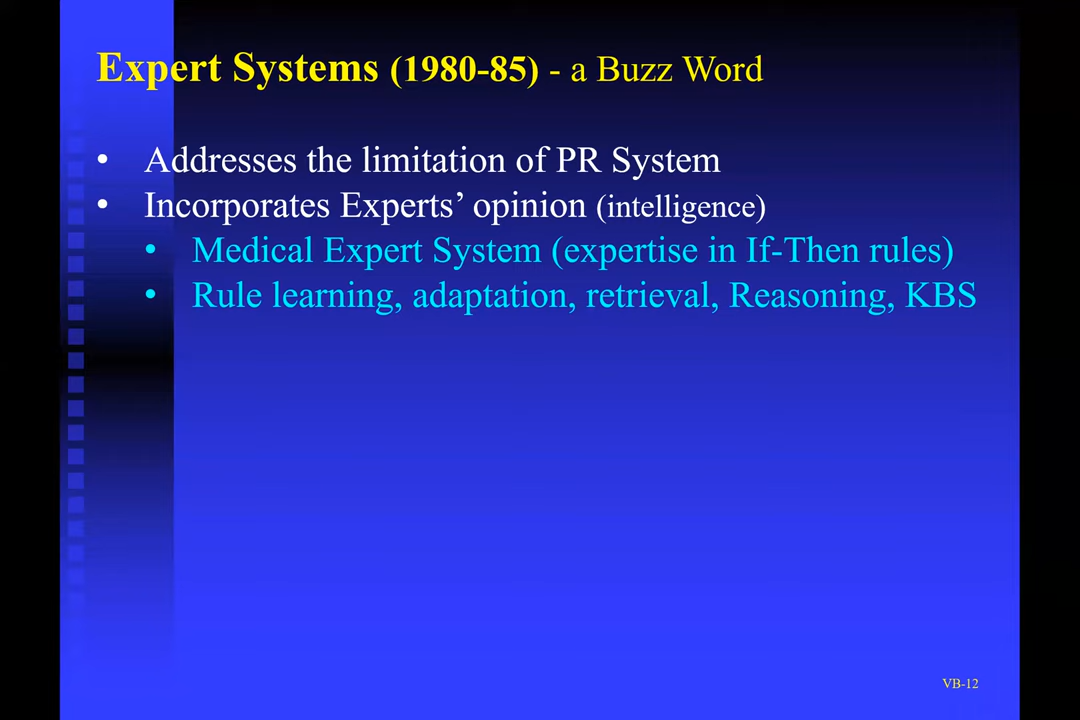 Expert Systems (1980-85) - a Buzz Word
• Addresses the limitation of PR System
• Incorporates Experts’ opinion (intelligence)
• Medical Expert System (expertise in If-Then rules)
• Rule learning, adaptation, retrieval, Reasoning, KBS
VB-12